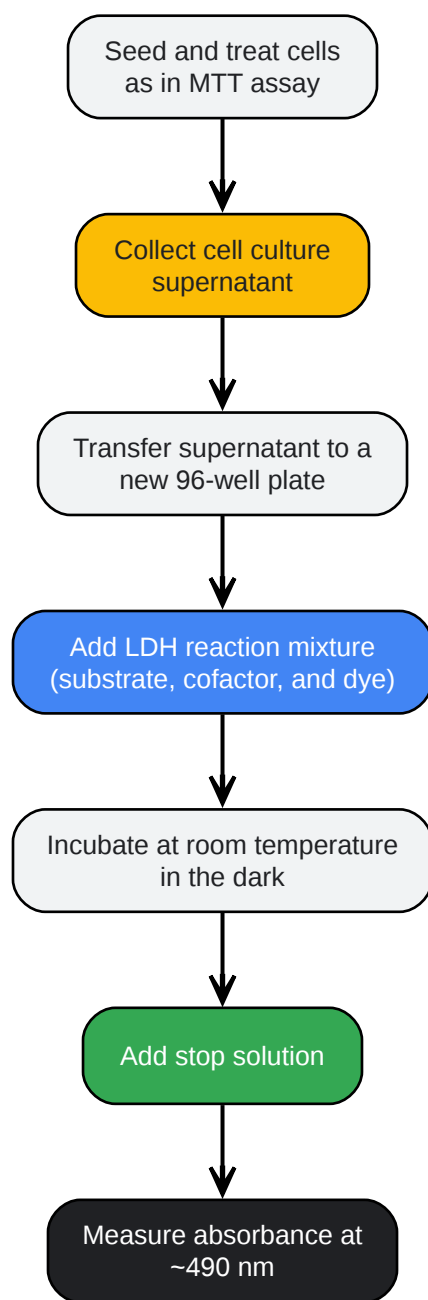 Seed and treat cells
as in MTT assay
Collect cell culture
supernatant
Transfer supernatant to a
new 96-well plate
Add LDH reaction mixture
(substrate, cofactor, and dye)
Incubate at room temperature
in the dark
Add stop solution
Measure absorbance at
~490 nm